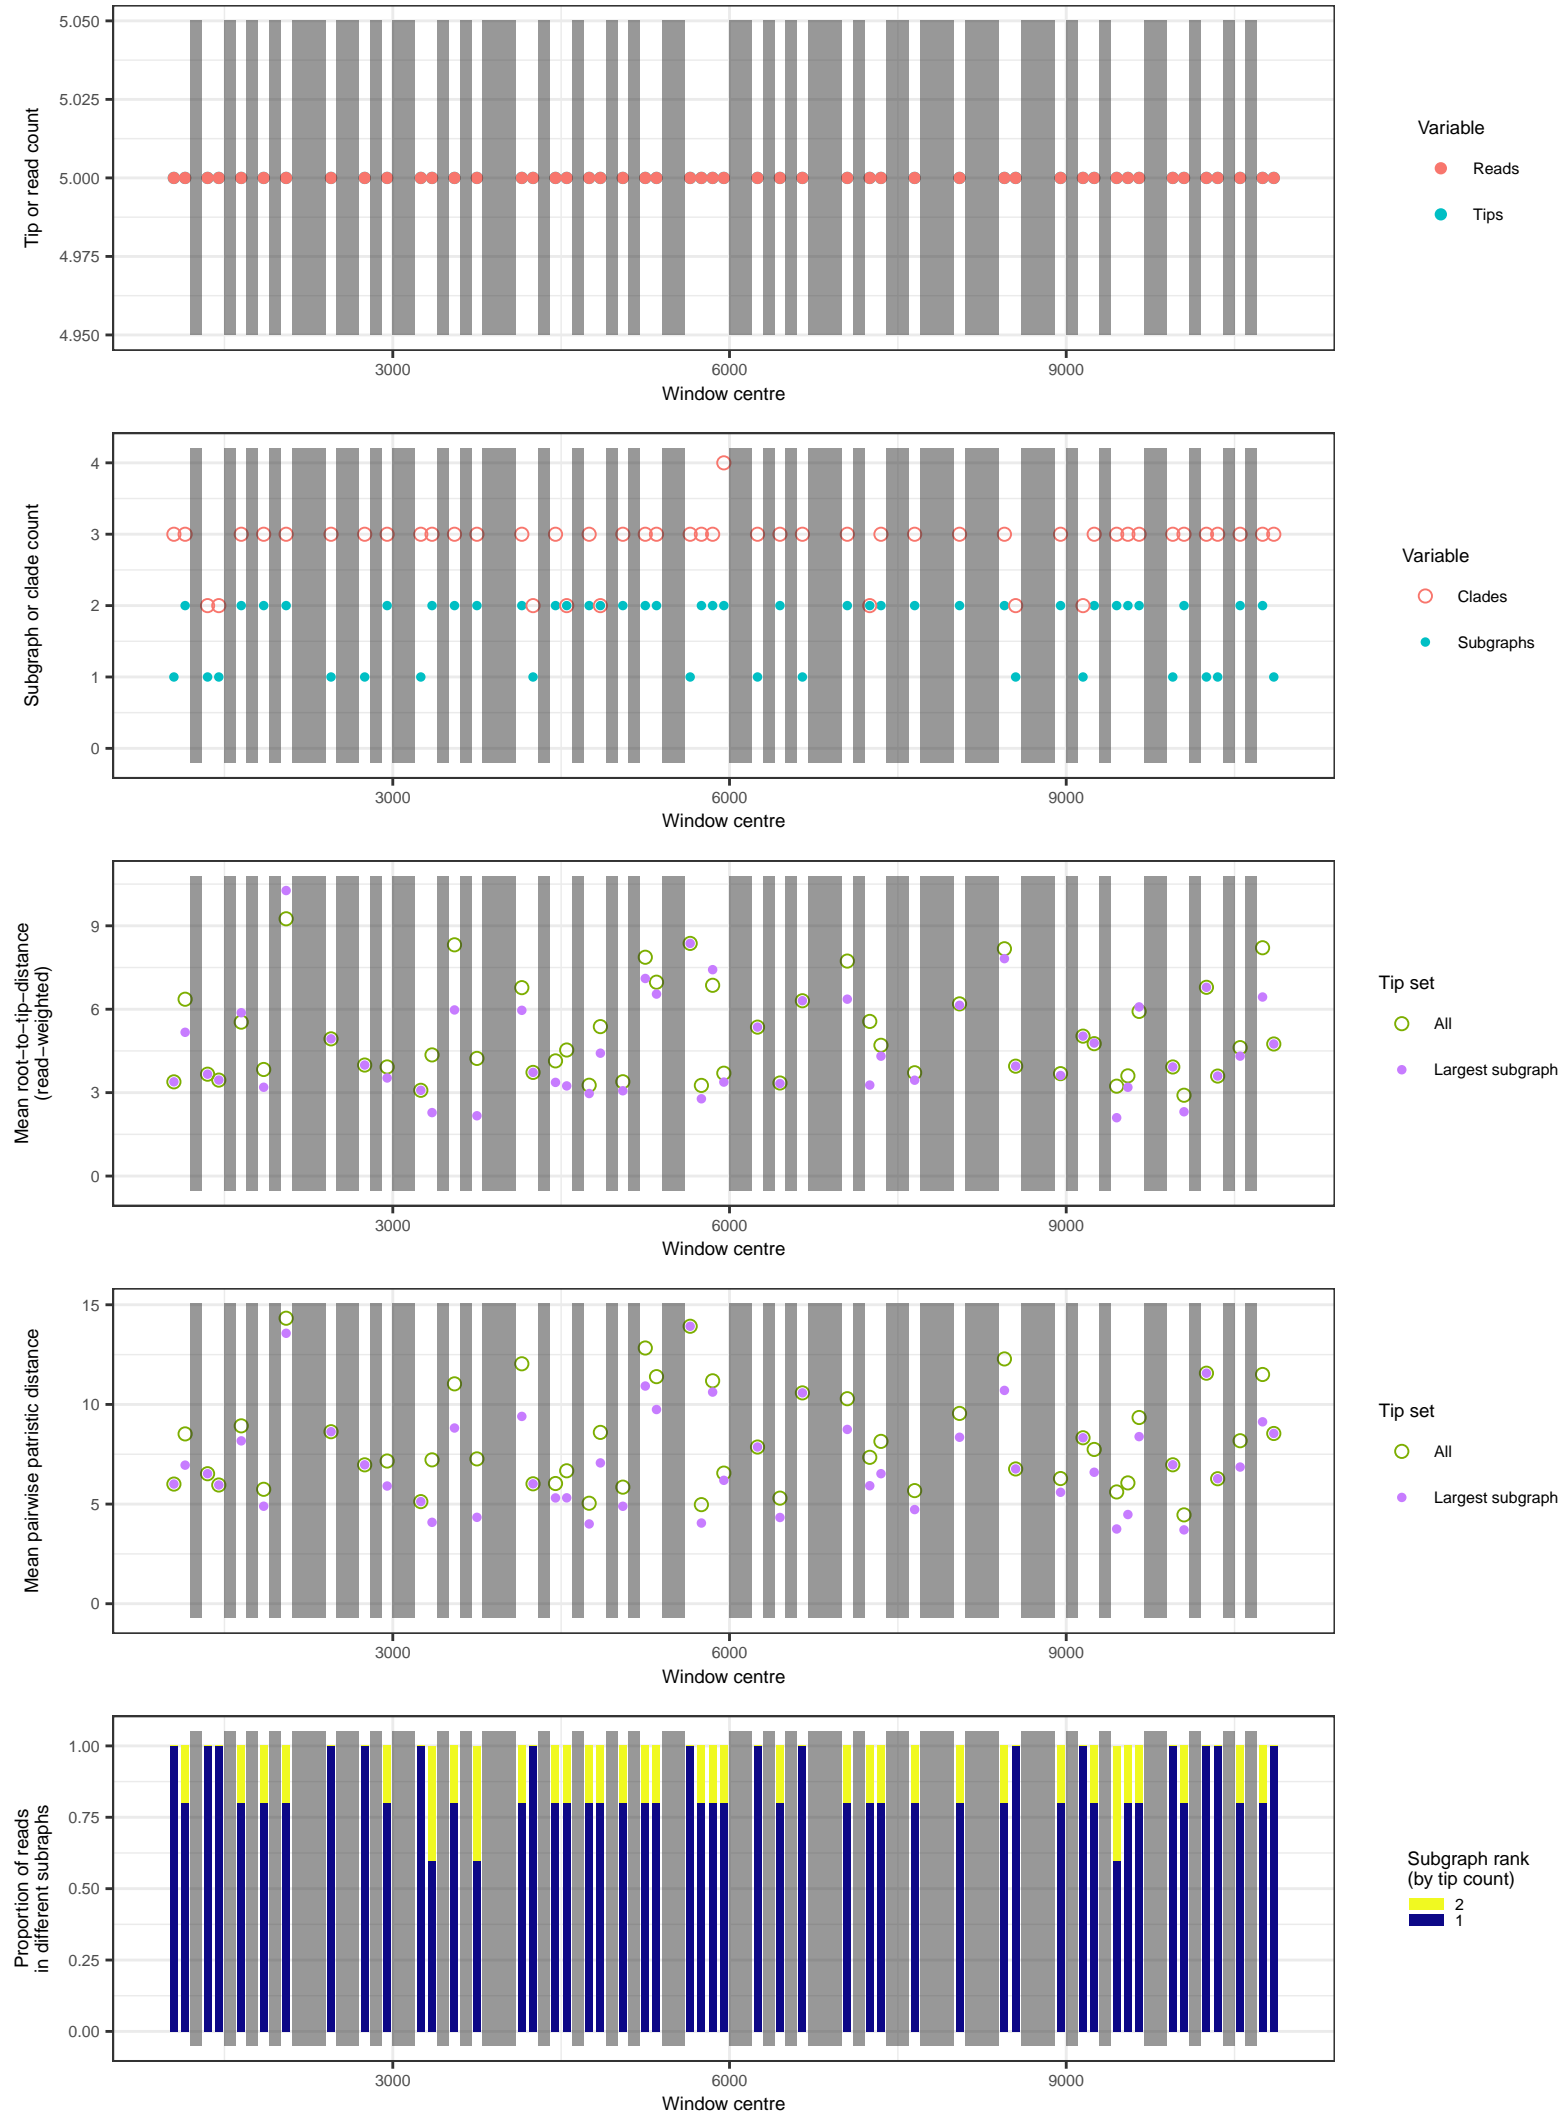 5.050
5.025
5.000
4.975
4.950
Tip or read count
3000
6000
9000
Window centre
Variable
Reads
Tips
4
3
2
1
0
Subgraph or clade count
3000
6000
9000
Window centre
Variable
Clades
Subgraphs
9
6
3
0
Mean root−to−tip−distance
(read−weighted)
3000
6000
9000
Window centre
Tip set
All
Largest subgraph
15
10
5
0
Mean pairwise patristic distance
3000
6000
9000
Window centre
Tip set
All
Largest subgraph
1.00
0.75
0.50
0.25
0.00
Proportion of reads
in different subraphs
3000
6000
9000
Window centre
Subgraph rank
(by tip count)
2
1